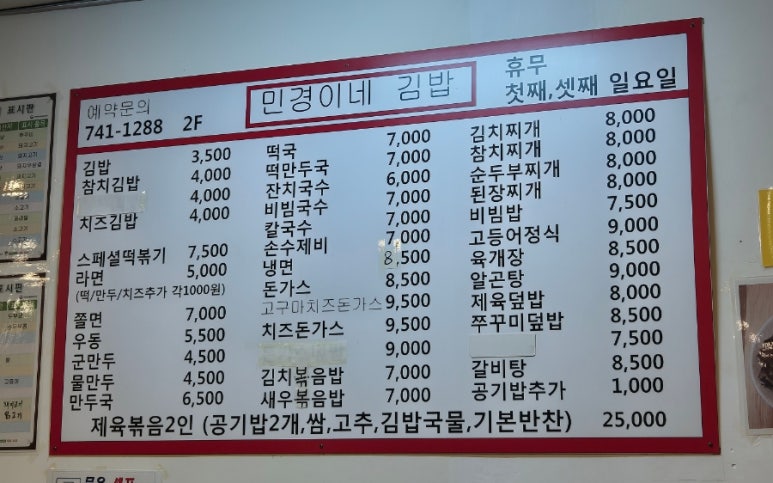 예약문의
741-1288 2F
민경이네 김밥
휴무
첫째,셋째 일요일
김밥 3,500
참치김밥 4,000
4,000
치즈김밥 4,000
스페셜떡볶기 7,500
라면 5,000
(떡/만두/치즈추가 각1000원)
쫄면 7,000
우동 5,500
군만두 4,500
물만두 4,500
만두국 6,500
떡국 7,000
떡만두국 7,000
잔치국수 6,000
비빔국수 7,000
칼국수 7,000
손수제비 7,000
냉면 8,500
돈가스 8,500
고구마치즈돈가스 9,500
치즈돈가스 9,500
9,000
김치볶음밥 7,000
새우볶음밥 7,000
김치찌개 8,000
참치찌개 8,000
순두부찌개 8,000
된장찌개 8,000
비빔밥 7,500
고등어정식 9,000
육개장 8,500
알곤탕 9,000
제육덮밥 8,500
쭈꾸미덮밥 8,500
7,500
갈비탕 8,500
공기밥추가 1,000
제육볶음2인 (공기밥2개,쌈,고추,김밥국물,기본반찬) 25,000
표시판
표시판